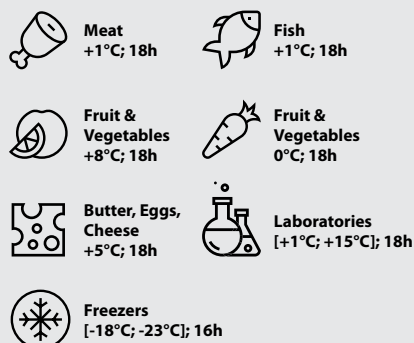 Meat
+1°C; 18h
Fish
+1°C; 18h
Fruit &
Vegetables
+8°C; 18h
Fruit &
Vegetables
0°C; 18h
Butter, Eggs,
Cheese
+5°C; 18h
Laboratories
[+1°C; +15°C]; 18h
Freezers
[-18°C; -23°C]; 16h